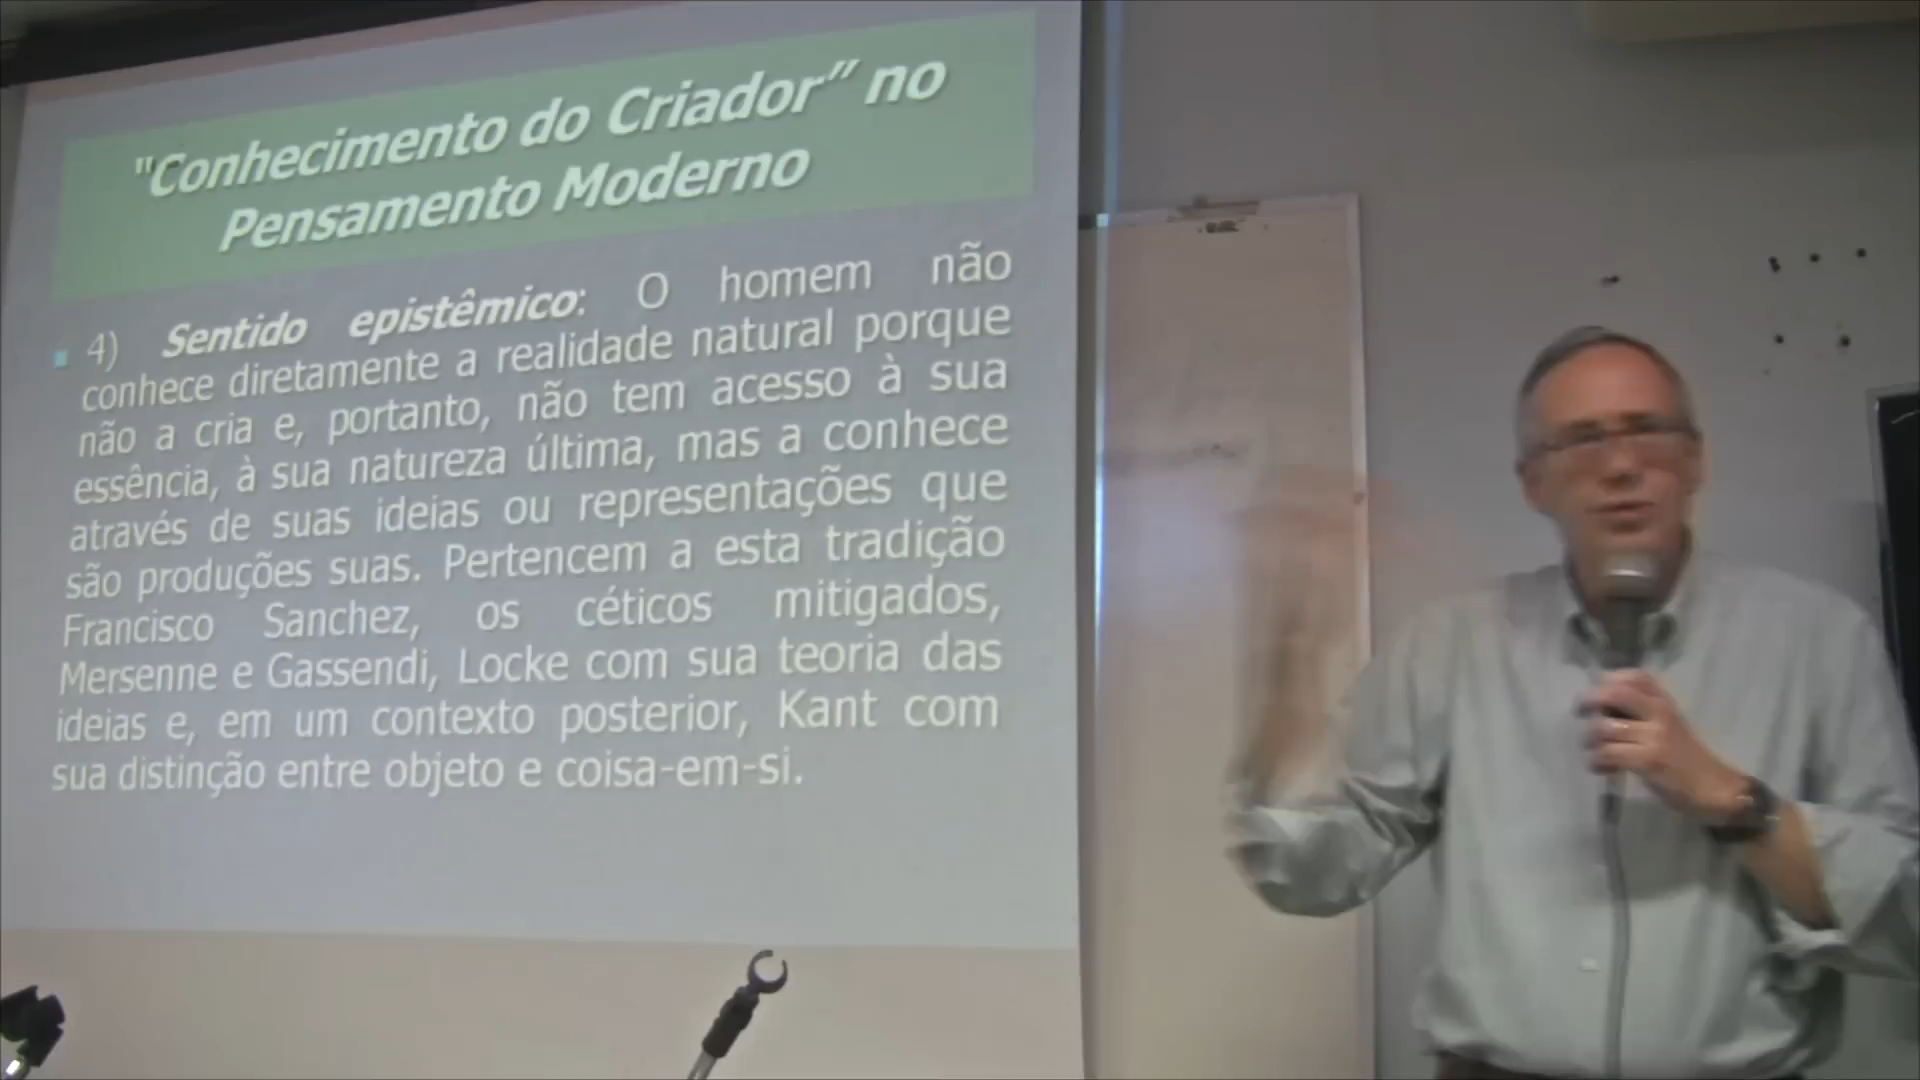 "Conhecimento do Criador” no
Pensamento Moderno
4) Sentido epistêmico: O homem não
conhece diretamente a realidade natural porque
não a cria e, portanto, não tem acesso à sua
essência, à sua natureza última, mas a conhece
através de suas ideias ou representações que
são produções suas. Pertencem a esta tradição
Francisco Sanchez, os céticos mitigados,
Mersenne e Gassendi, Locke com sua teoria das
ideias e, em um contexto posterior, Kant com
sua distinção entre objeto e coisa-em-si.